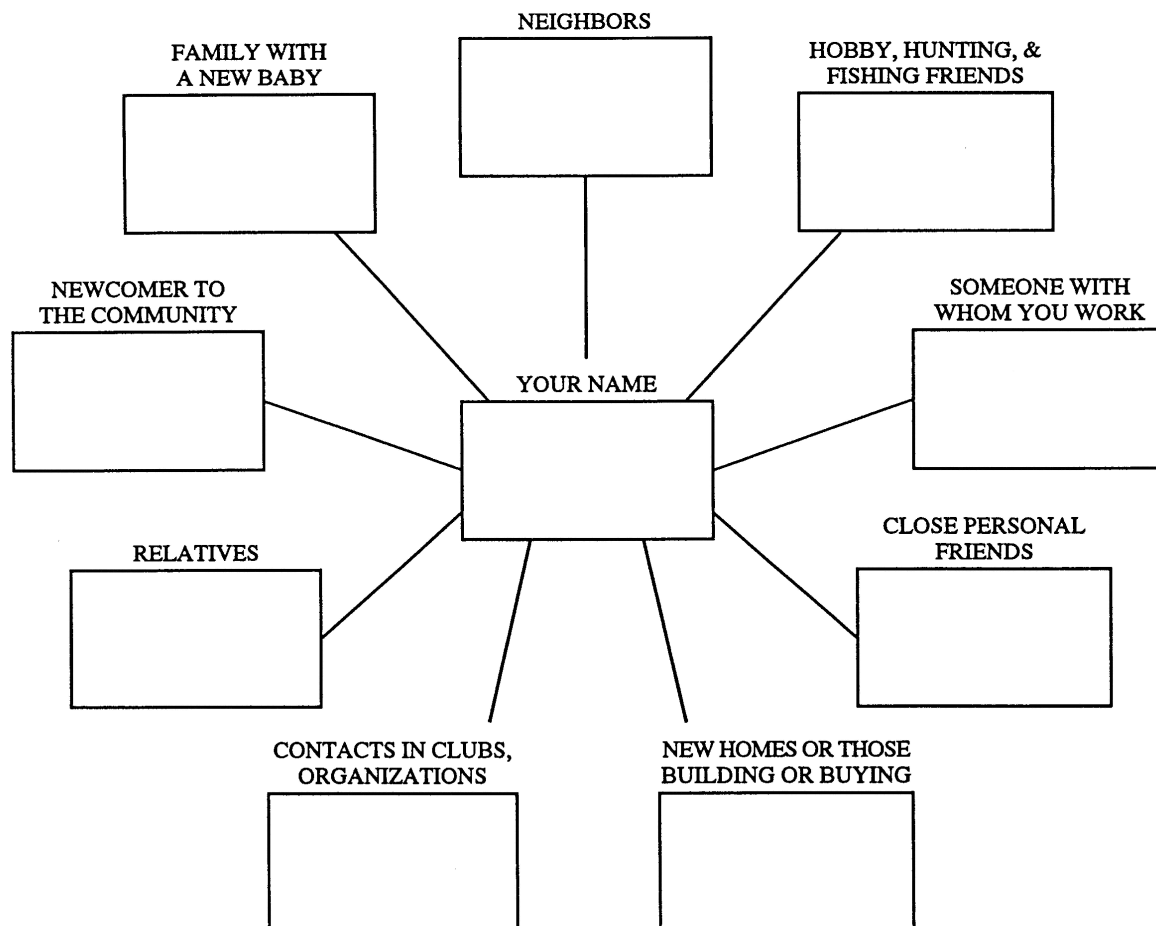 NEIGHBORS
FAMILY WITH
A NEW BABY
HOBBY, HUNTING, &
FISHING FRIENDS
NEWCOMER TO
THE COMMUNITY
SOMEONE WITH
WHOM YOU WORK
YOUR NAME
RELATIVES
CLOSE PERSONAL
FRIENDS
CONTACTS IN CLUBS,
ORGANIZATIONS
NEW HOMES OR THOSE
BUILDING OR BUYING